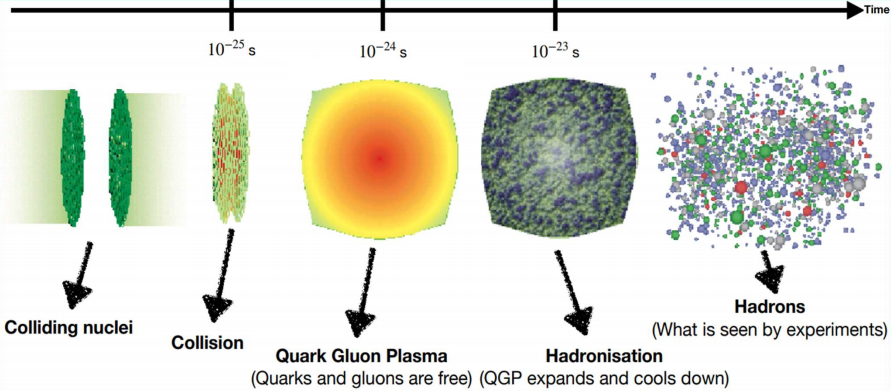 Time
10⁻²⁵ s
10⁻²⁴ s
10⁻²³ s
Colliding nuclei
Collision
Quark Gluon Plasma
(Quarks and gluons are free)
Hadronisation
(QGP expands and cools down)
Hadrons
(What is seen by experiments)